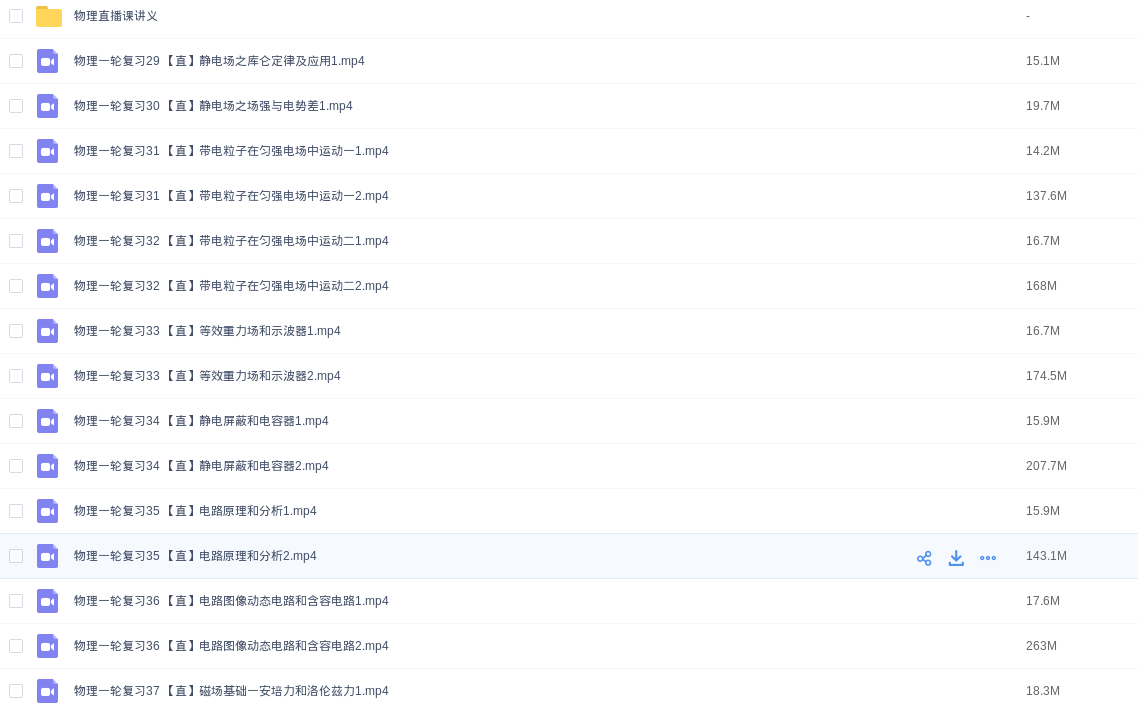 物理直播课讲义 -
物理一轮复习29 【直】静电场之库仑定律及应用1.mp4 15.1M
物理一轮复习30 【直】静电场之场强与电势差1.mp4 19.7M
物理一轮复习31 【直】带电粒子在匀强电场中运动一1.mp4 14.2M
物理一轮复习31 【直】带电粒子在匀强电场中运动一2.mp4 137.6M
物理一轮复习32 【直】带电粒子在匀强电场中运动二1.mp4 16.7M
物理一轮复习32 【直】带电粒子在匀强电场中运动二2.mp4 168M
物理一轮复习33 【直】等效重力场和示波器1.mp4 16.7M
物理一轮复习33 【直】等效重力场和示波器2.mp4 174.5M
物理一轮复习34 【直】静电屏蔽和电容器1.mp4 15.9M
物理一轮复习34 【直】静电屏蔽和电容器2.mp4 207.7M
物理一轮复习35 【直】电路原理和分析1.mp4 15.9M
物理一轮复习35 【直】电路原理和分析2.mp4 143.1M
物理一轮复习36 【直】电路图像动态电路和含容电路1.mp4 17.6M
物理一轮复习36 【直】电路图像动态电路和含容电路2.mp4 263M
物理一轮复习37 【直】磁场基础一安培力和洛伦兹力1.mp4 18.3M